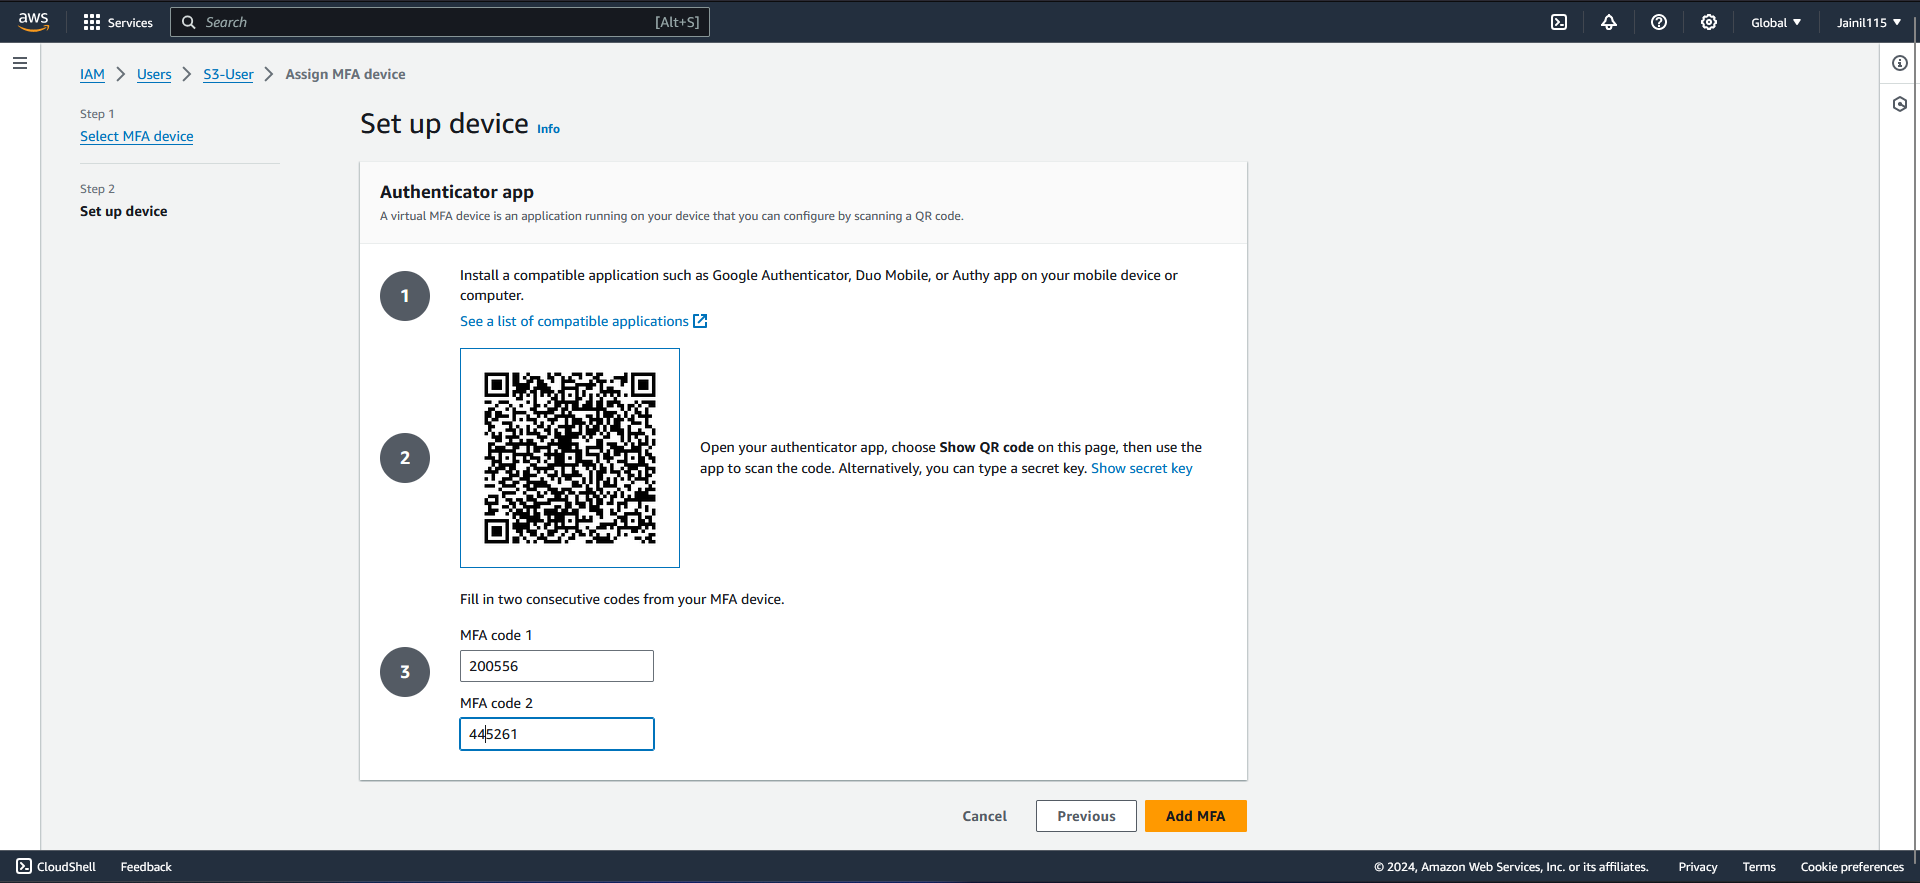 aws
Services
Search
[Alt+S]
Global
Jainil115
IAM
Users
S3-User
Assign MFA device
Step 1
Select MFA device
Step 2
Set up device
Set up device Info
Authenticator app
A virtual MFA device is an application running on your device that you can configure by scanning a QR code.
1
Install a compatible application such as Google Authenticator, Duo Mobile, or Authy app on your mobile device or
computer.
See a list of compatible applications
2
Open your authenticator app, choose Show QR code on this page, then use the
app to scan the code. Alternatively, you can type a secret key. Show secret key
3
Fill in two consecutive codes from your MFA device.
MFA code 1
200556
MFA code 2
445261
Cancel
Previous
Add MFA
CloudShell
Feedback
© 2024, Amazon Web Services, Inc. or its affiliates.
Privacy
Terms
Cookie preferences